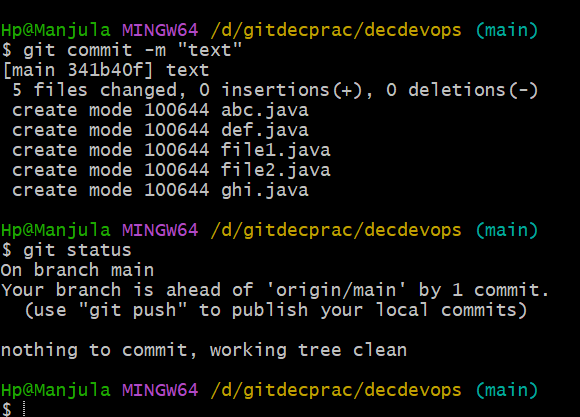 Hp@Manjula MINGW64 /d/gitdecprac/decdevops (main)
$ git commit -m "text"
[main 341b40f] text
 5 files changed, 0 insertions(+), 0 deletions(-)
 create mode 100644 abc.java
 create mode 100644 def.java
 create mode 100644 file1.java
 create mode 100644 file2.java
 create mode 100644 ghi.java

Hp@Manjula MINGW64 /d/gitdecprac/decdevops (main)
$ git status
On branch main
Your branch is ahead of 'origin/main' by 1 commit.
  (use "git push" to publish your local commits)

nothing to commit, working tree clean

Hp@Manjula MINGW64 /d/gitdecprac/decdevops (main)
$